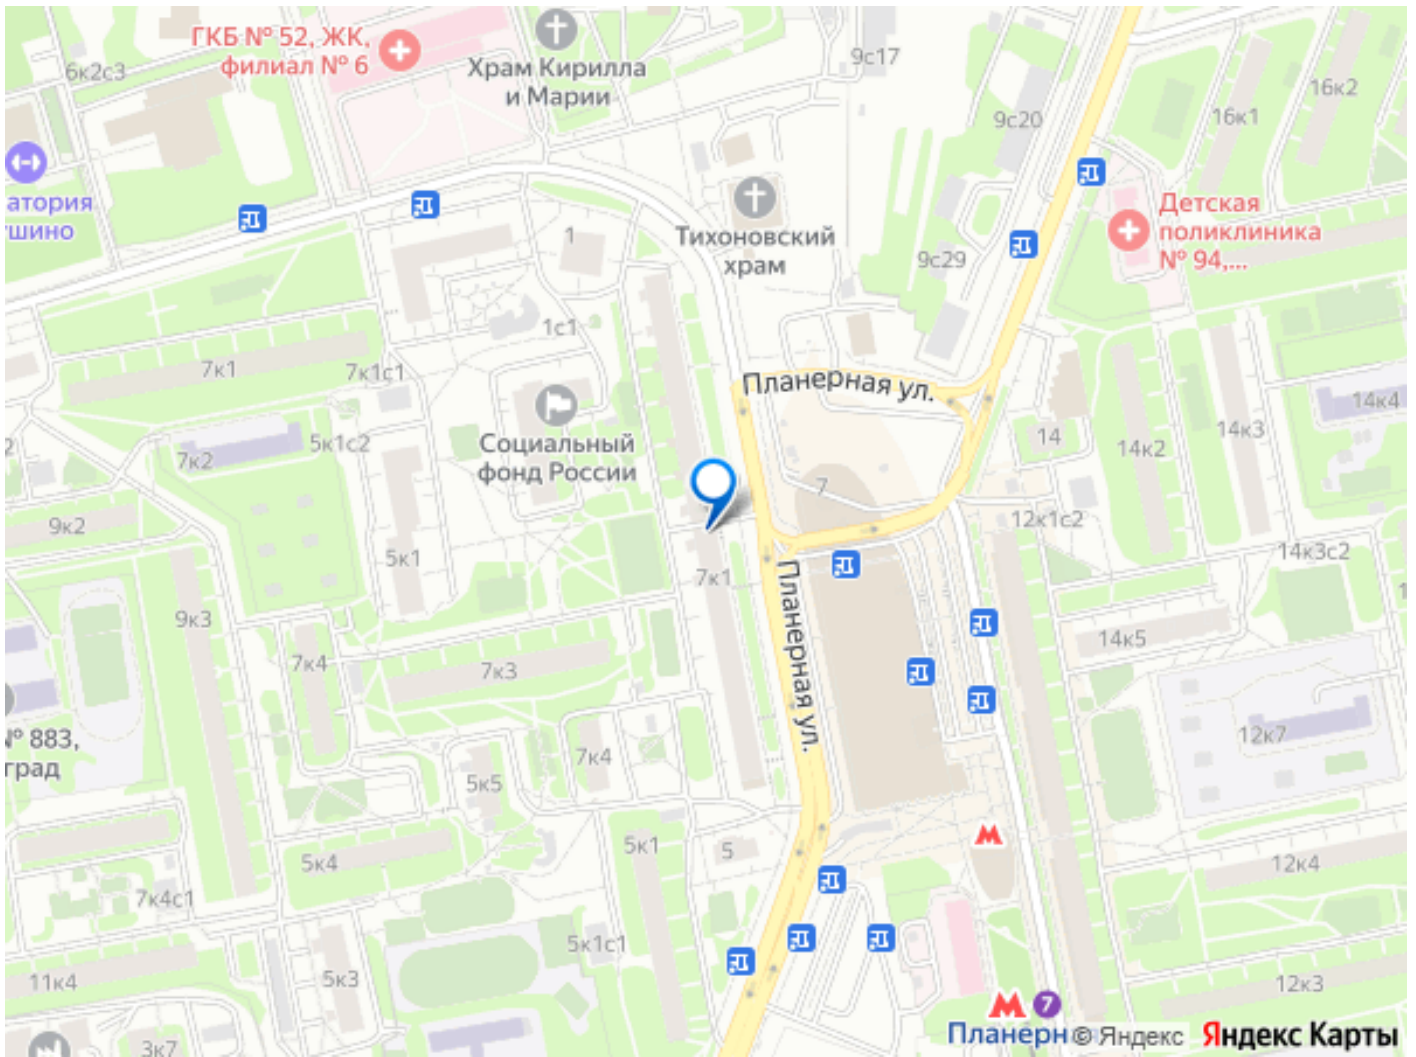 ГКБ № 52, ЖК,
филиал № 6
6к2с3
Храм Кирилла
и Марии
9с17
16к2
16к1
9с20
атория
шино
Детская
поликлиника
№ 94,...
1
Тихоновский
храм
9с29
1с1
7к1
7к1с1
Планерная ул.
14к4
14к3
14
14к2
2
7к2
5к1с2
Социальный
фонд России
7
9к2
12к1с2
14к3с2
5к1
7к1
1
9к3
14к5
7к4
7к3
Планерная ул.
№ 883,
град
12к7
7к4
5к5
5к4
5к1
5
М
12к4
7к4с1
5к1с1
5к3
11к4
12к3
М 7
Планерн
© Яндекс
Яндекс Карты
3к7